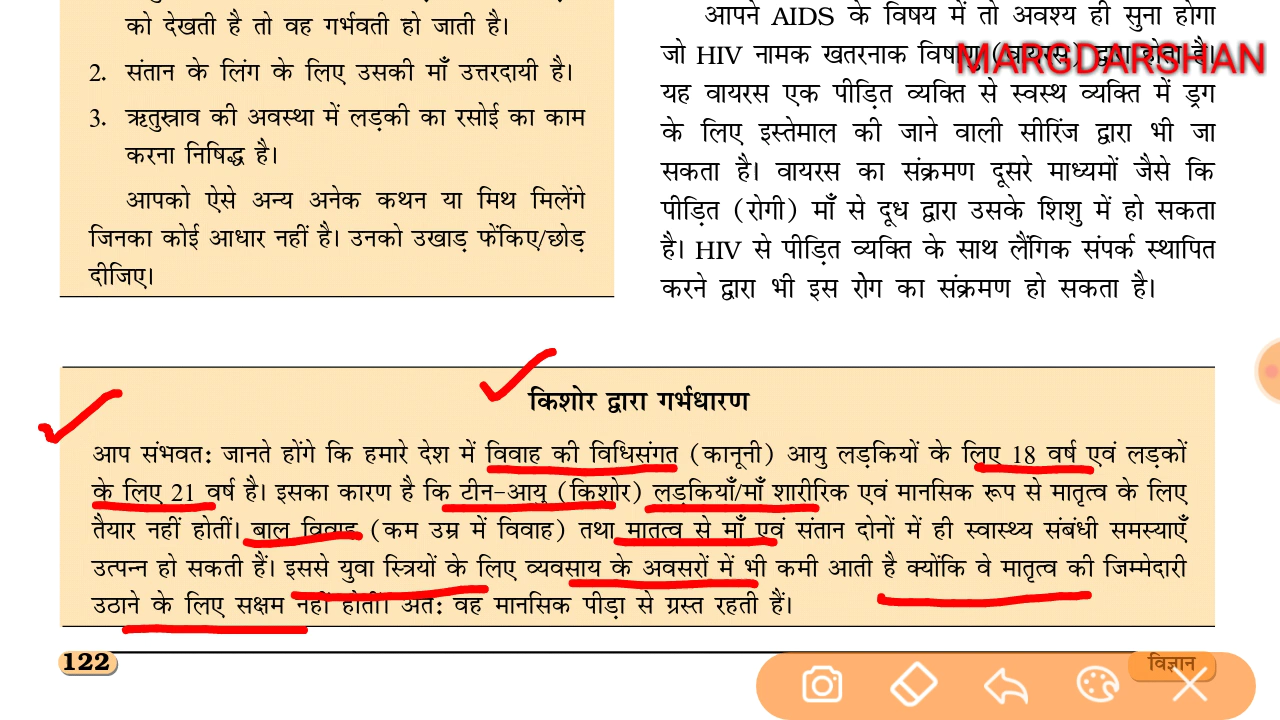 को देखती है तो वह गर्भवती हो जाती है।
2. संतान के लिंग के लिए उसकी माँ उत्तरदायी है।
3. ऋतुस्राव की अवस्था में लड़की का रसोई का काम
करना निषिद्ध है।
आपको ऐसे अन्य अनेक कथन या मिथ मिलेंगे
जिनका कोई आधार नहीं है। उनको उखाड़ फेंकिए/छोड़
दीजिए।
आपने AIDS के विषय में तो अवश्य ही सुना होगा
जो HIV नामक खतरनाक विषाणु (वायरस) द्वारा होता है।
MARGDARSHAN
यह वायरस एक पीड़ित व्यक्ति से स्वस्थ व्यक्ति में ड्रग
के लिए इस्तेमाल की जाने वाली सीरिंज द्वारा भी जा
सकता है। वायरस का संक्रमण दूसरे माध्यमों जैसे कि
पीड़ित (रोगी) माँ से दूध द्वारा उसके शिशु में हो सकता
है। HIV से पीड़ित व्यक्ति के साथ लैंगिक संपर्क स्थापित
करने द्वारा भी इस रोग का संक्रमण हो सकता है।
किशोर द्वारा गर्भधारण
आप संभवत: जानते होंगे कि हमारे देश में विवाह की विधिसंगत (कानूनी) आयु लड़कियों के लिए 18 वर्ष एवं लड़कों
के लिए 21 वर्ष है। इसका कारण है कि टीन-आयु (किशोर) लड़कियाँ/माँ शारीरिक एवं मानसिक रूप से मातृत्व के लिए
तैयार नहीं होतीं। बाल विवाह (कम उम्र में विवाह) तथा मातृत्व से माँ एवं संतान दोनों में ही स्वास्थ्य संबंधी समस्याएँ
उत्पन्न हो सकती हैं। इससे युवा स्त्रियों के लिए व्यवसाय के अवसरों में भी कमी आती है क्योंकि वे मातृत्व की जिम्मेदारी
उठाने के लिए सक्षम नहीं होतीं। अत: वह मानसिक पीड़ा से ग्रस्त रहती हैं।
122
विज्ञान